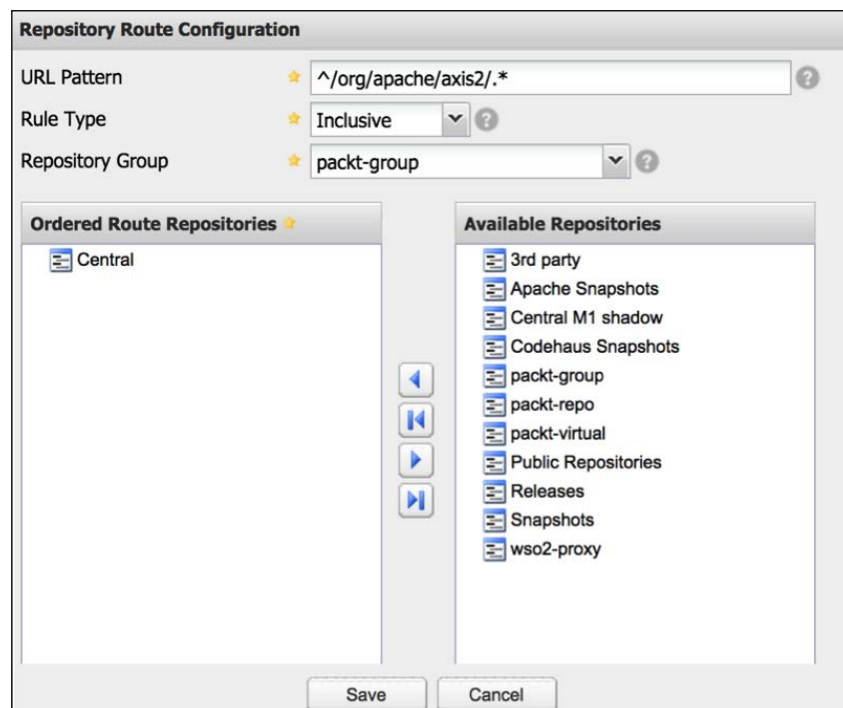 Repository Route Configuration
URL Pattern ^/org/apache/axis2/.*
Rule Type Inclusive
Repository Group packt-group
Ordered Route Repositories
Central
Available Repositories
3rd party
Apache Snapshots
Central M1 shadow
Codehaus Snapshots
packt-group
packt-repo
packt-virtual
Public Repositories
Releases
Snapshots
wso2-proxy
Save Cancel